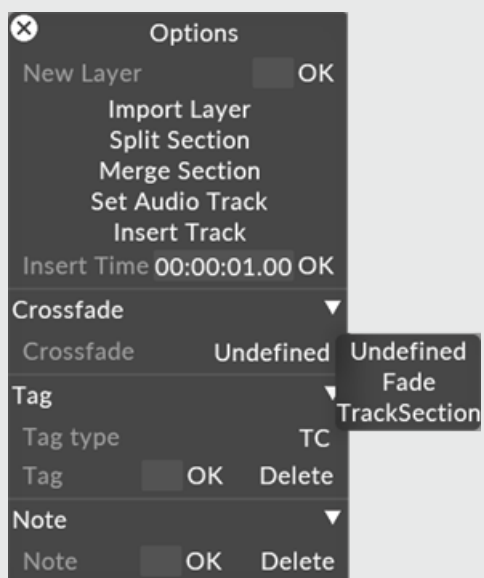 Options
New Layer OK
Import Layer
Split Section
Merge Section
Set Audio Track
Insert Track
Insert Time 00:00:01.00 OK
Crossfade
Crossfade Undefined
Undefined
Fade
TrackSection
Tag
Tag type TC
Tag OK Delete
Note
Note OK Delete